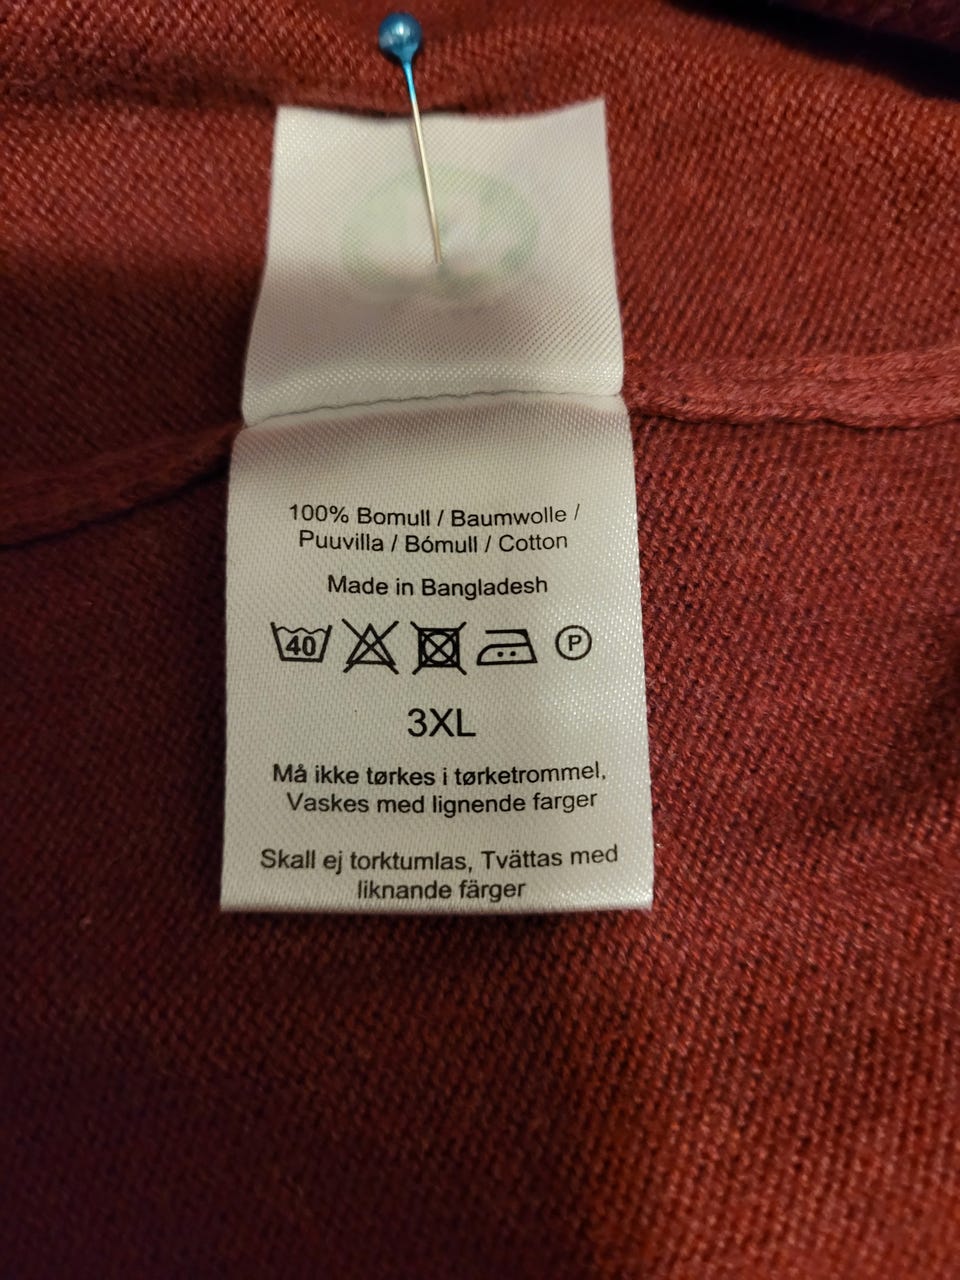 100% Bomull / Baumwolle /
Puuvilla / Bómull / Cotton
Made in Bangladesh
40 P
3XL
Må ikke tørkes i tørketrommel,
Vaskes med lignende farger
Skall ej torktumlas, Tvättas med
liknande färger